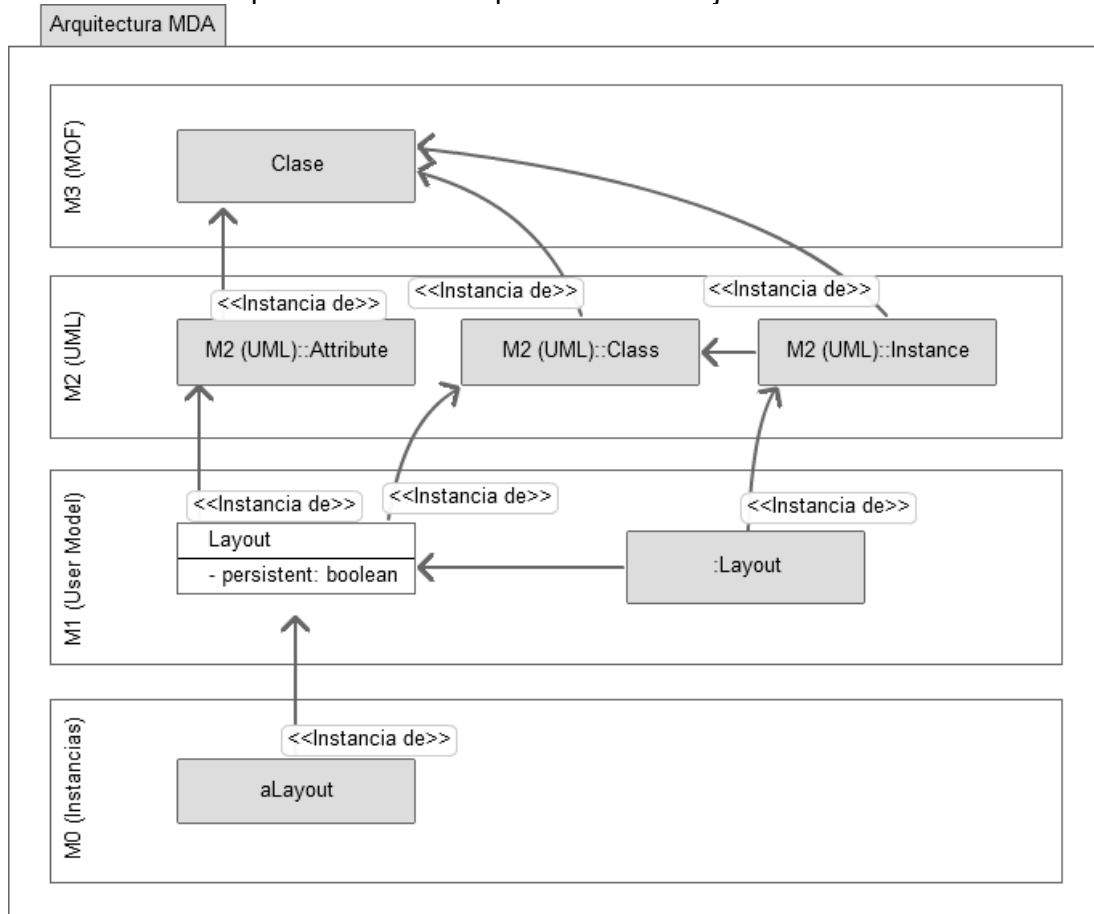 Arquitectura MDA
M3 (MOF)
Clase
<<Instancia de>>
<<Instancia de>>
<<Instancia de>>
M2 (UML)
M2 (UML)::Attribute
M2 (UML)::Class
M2 (UML)::Instance
<<Instancia de>>
<<Instancia de>>
<<Instancia de>>
M1 (User Model)
Layout
- persistent: boolean
:Layout
<<Instancia de>>
M0 (Instancias)
aLayout